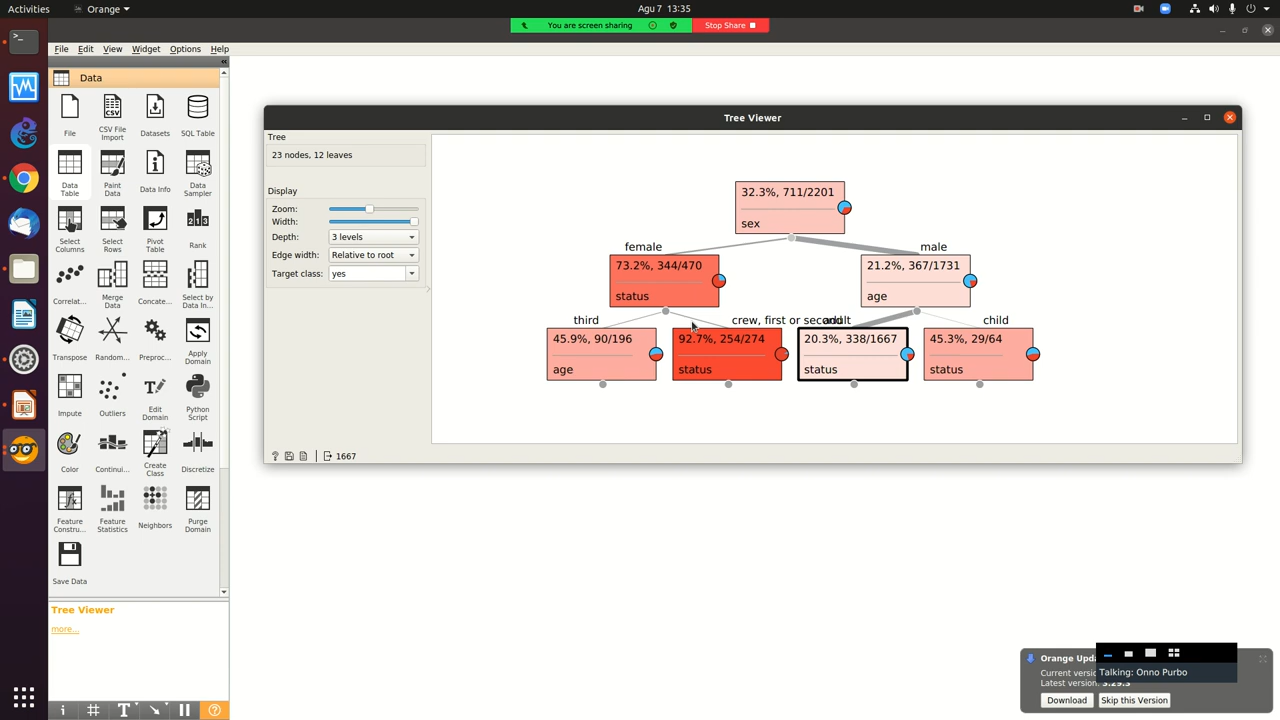 Activities
Orange
Agu 7 13:35
You are screen sharing
Stop Share
File Edit View Widget Options Help
Data
File
CSV File
Import
Datasets
SQL Table
Data
Table
Paint
Data
Data Info
Data
Sampler
Select
Columns
Select
Rows
Pivot
Table
Rank
Correlat...
Merge
Data
Concate...
Select by
Data In...
Transpose
Random...
Preproc...
Apply
Domain
Impute
Outliers
Edit
Domain
Python
Script
Color
Continui...
Create
Class
Discretize
Feature
Constru...
Feature
Statistics
Neighbors
Purge
Domain
Save Data
Tree Viewer
more...
Tree Viewer
Tree
23 nodes, 12 leaves
Display
Zoom:
Width:
Depth: 3 levels
Edge width: Relative to root
Target class: yes
1667
32.3%, 711/2201
sex
female
male
73.2%, 344/470
status
21.2%, 367/1731
age
third
crew, first or second
adult
child
45.9%, 90/196
age
92.7%, 254/274
status
20.3%, 338/1667
status
45.3%, 29/64
status
Orange Upda
Current versio
Latest version:
Talking: Onno Purbo
Download
Skip this Version